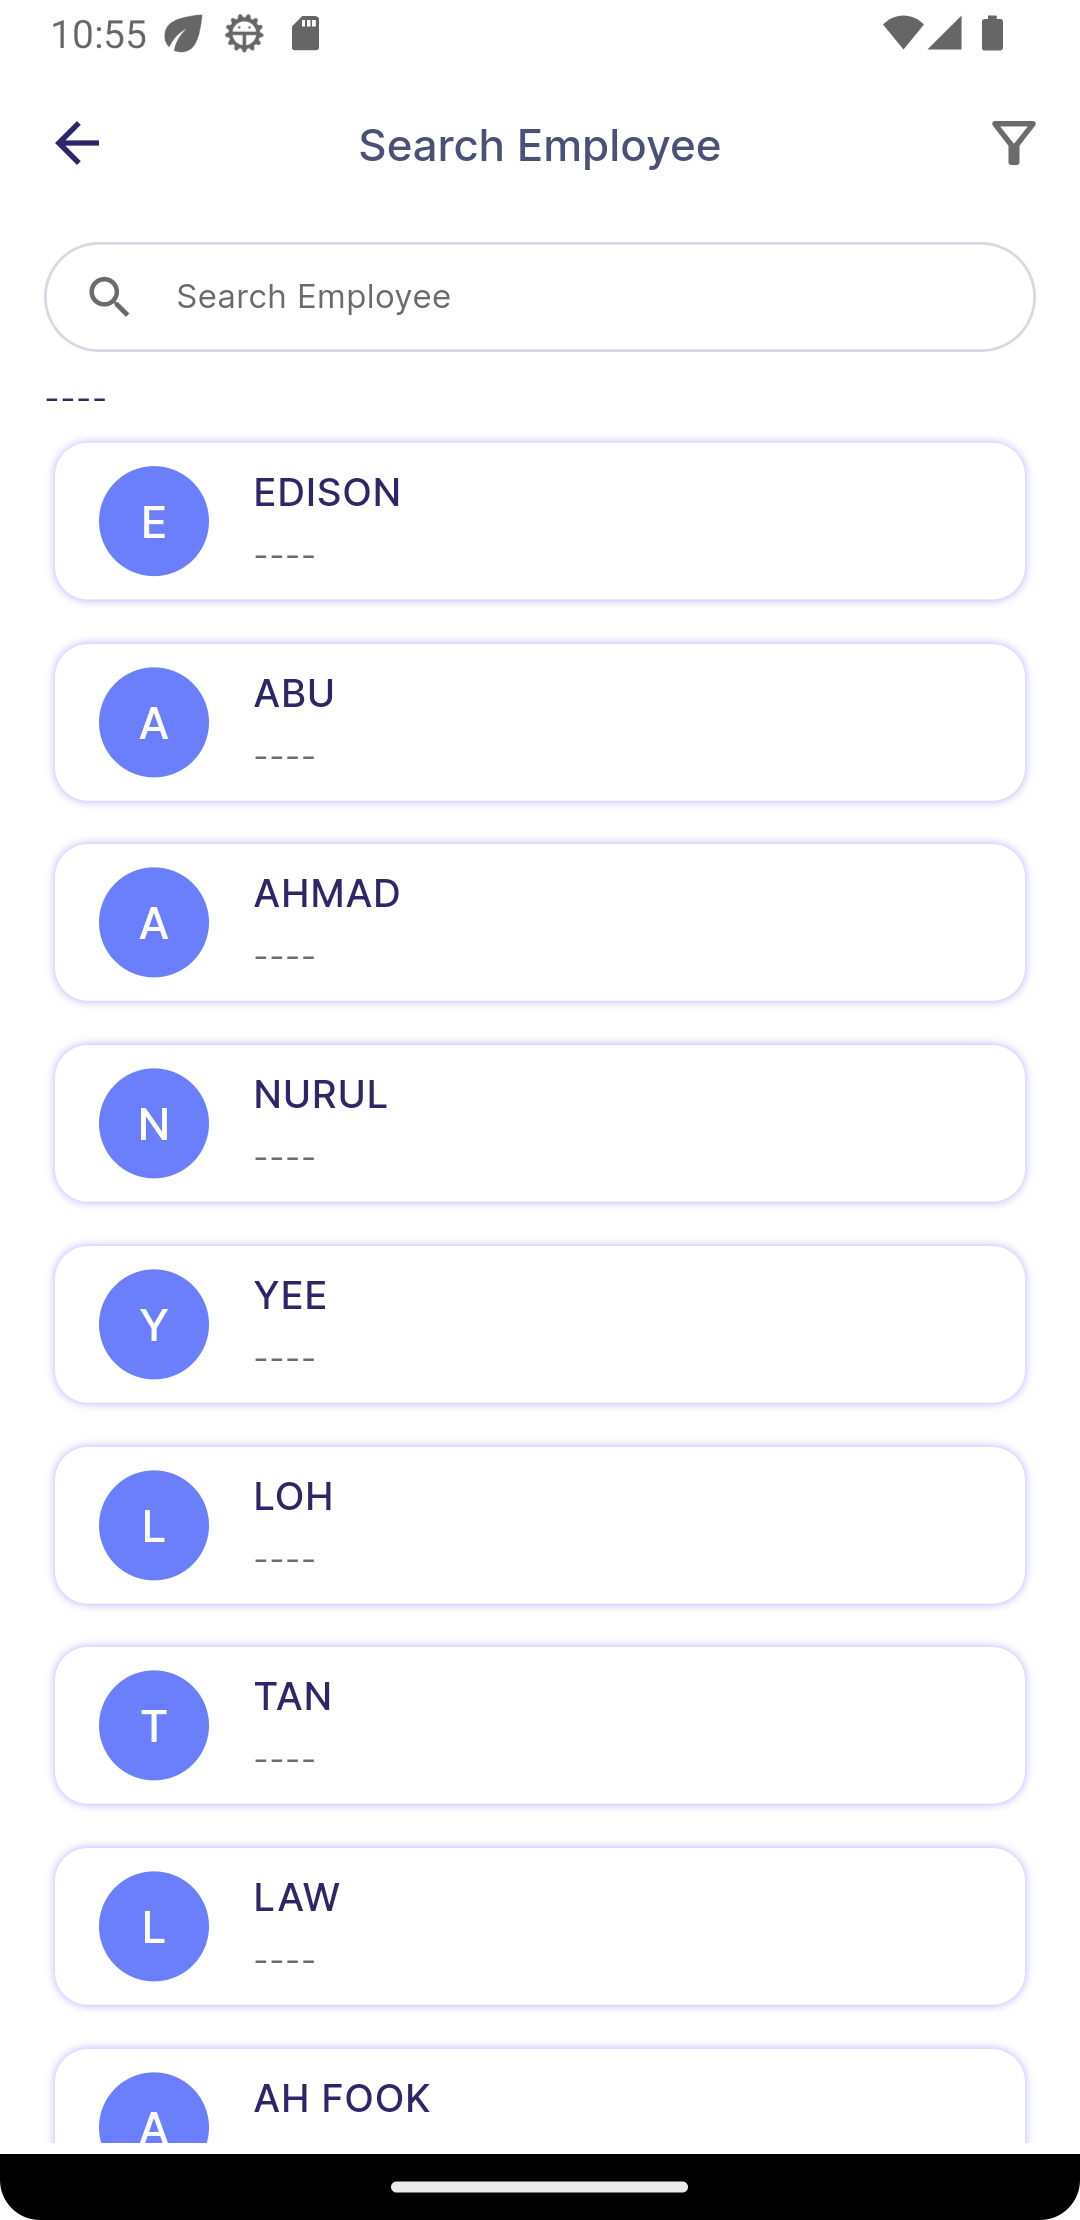 10:55
Search Employee
Search Employee
----
E
EDISON
----
A
ABU
----
A
AHMAD
----
N
NURUL
----
Y
YEE
----
L
LOH
----
T
TAN
----
L
LAW
----
A
AH FOOK